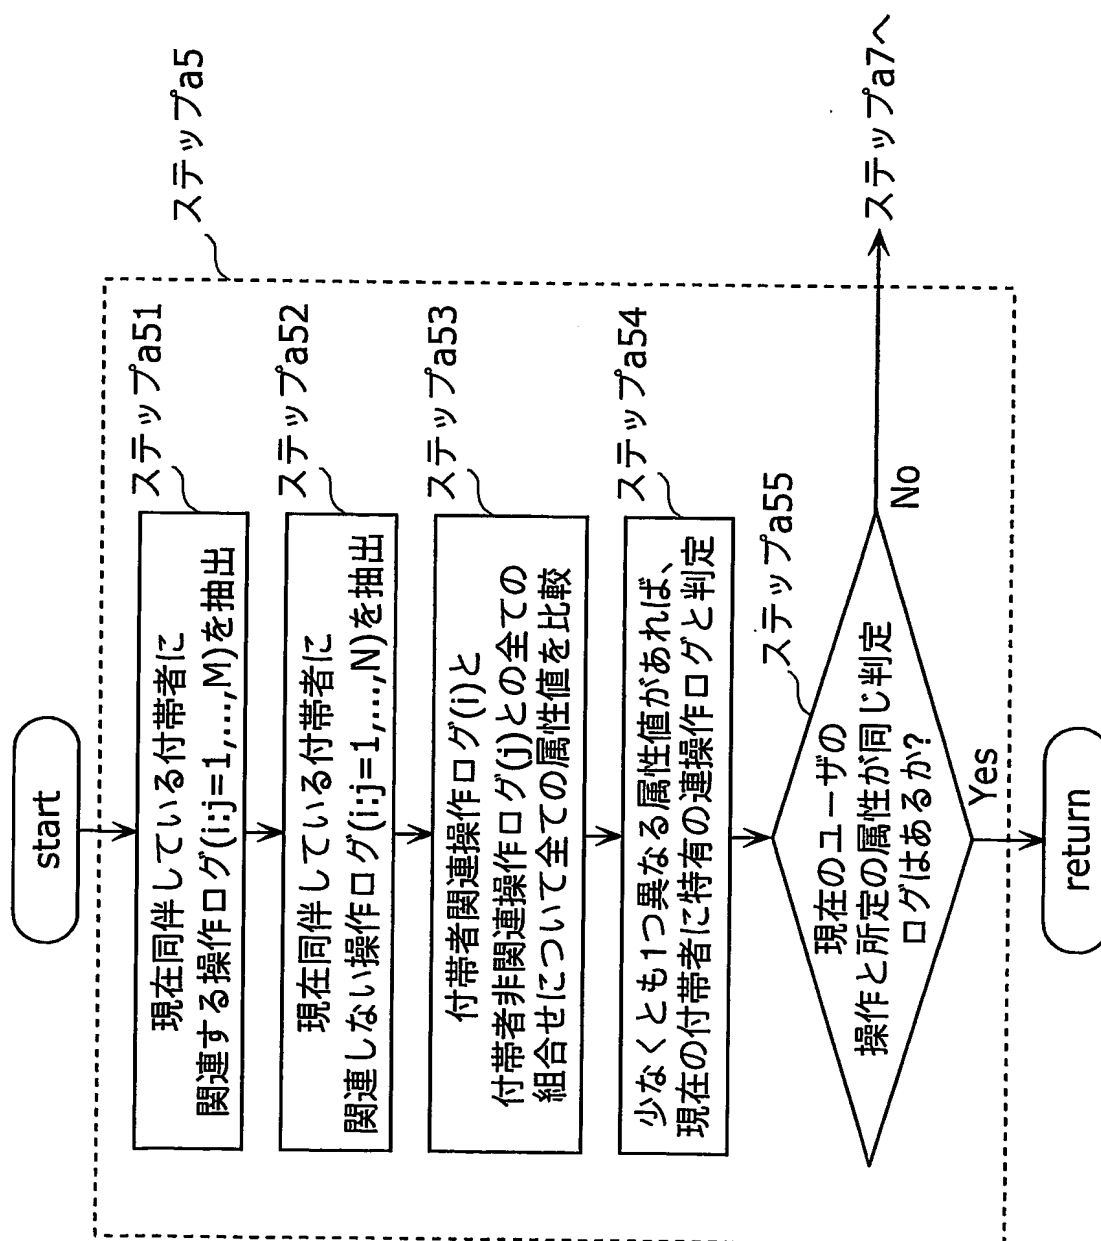 start
ステップa5
ステップa51
現在同伴している付帯者に
関連する操作ログ(i:j=1,...,M)を抽出
ステップa52
現在同伴している付帯者に
関連しない操作ログ(i:j=1,...,N)を抽出
ステップa53
付帯者関連操作ログ(i)と
付帯者非関連操作ログ(j)との全ての
組合せについて全ての属性値を比較
ステップa54
少なくとも1つ異なる属性値があれば、
現在の付帯者に特有の連操作ログと判定
ステップa55
現在のユーザの
操作と所定の属性が同じ判定
ログはあるか?
No
ステップa7へ
Yes
return